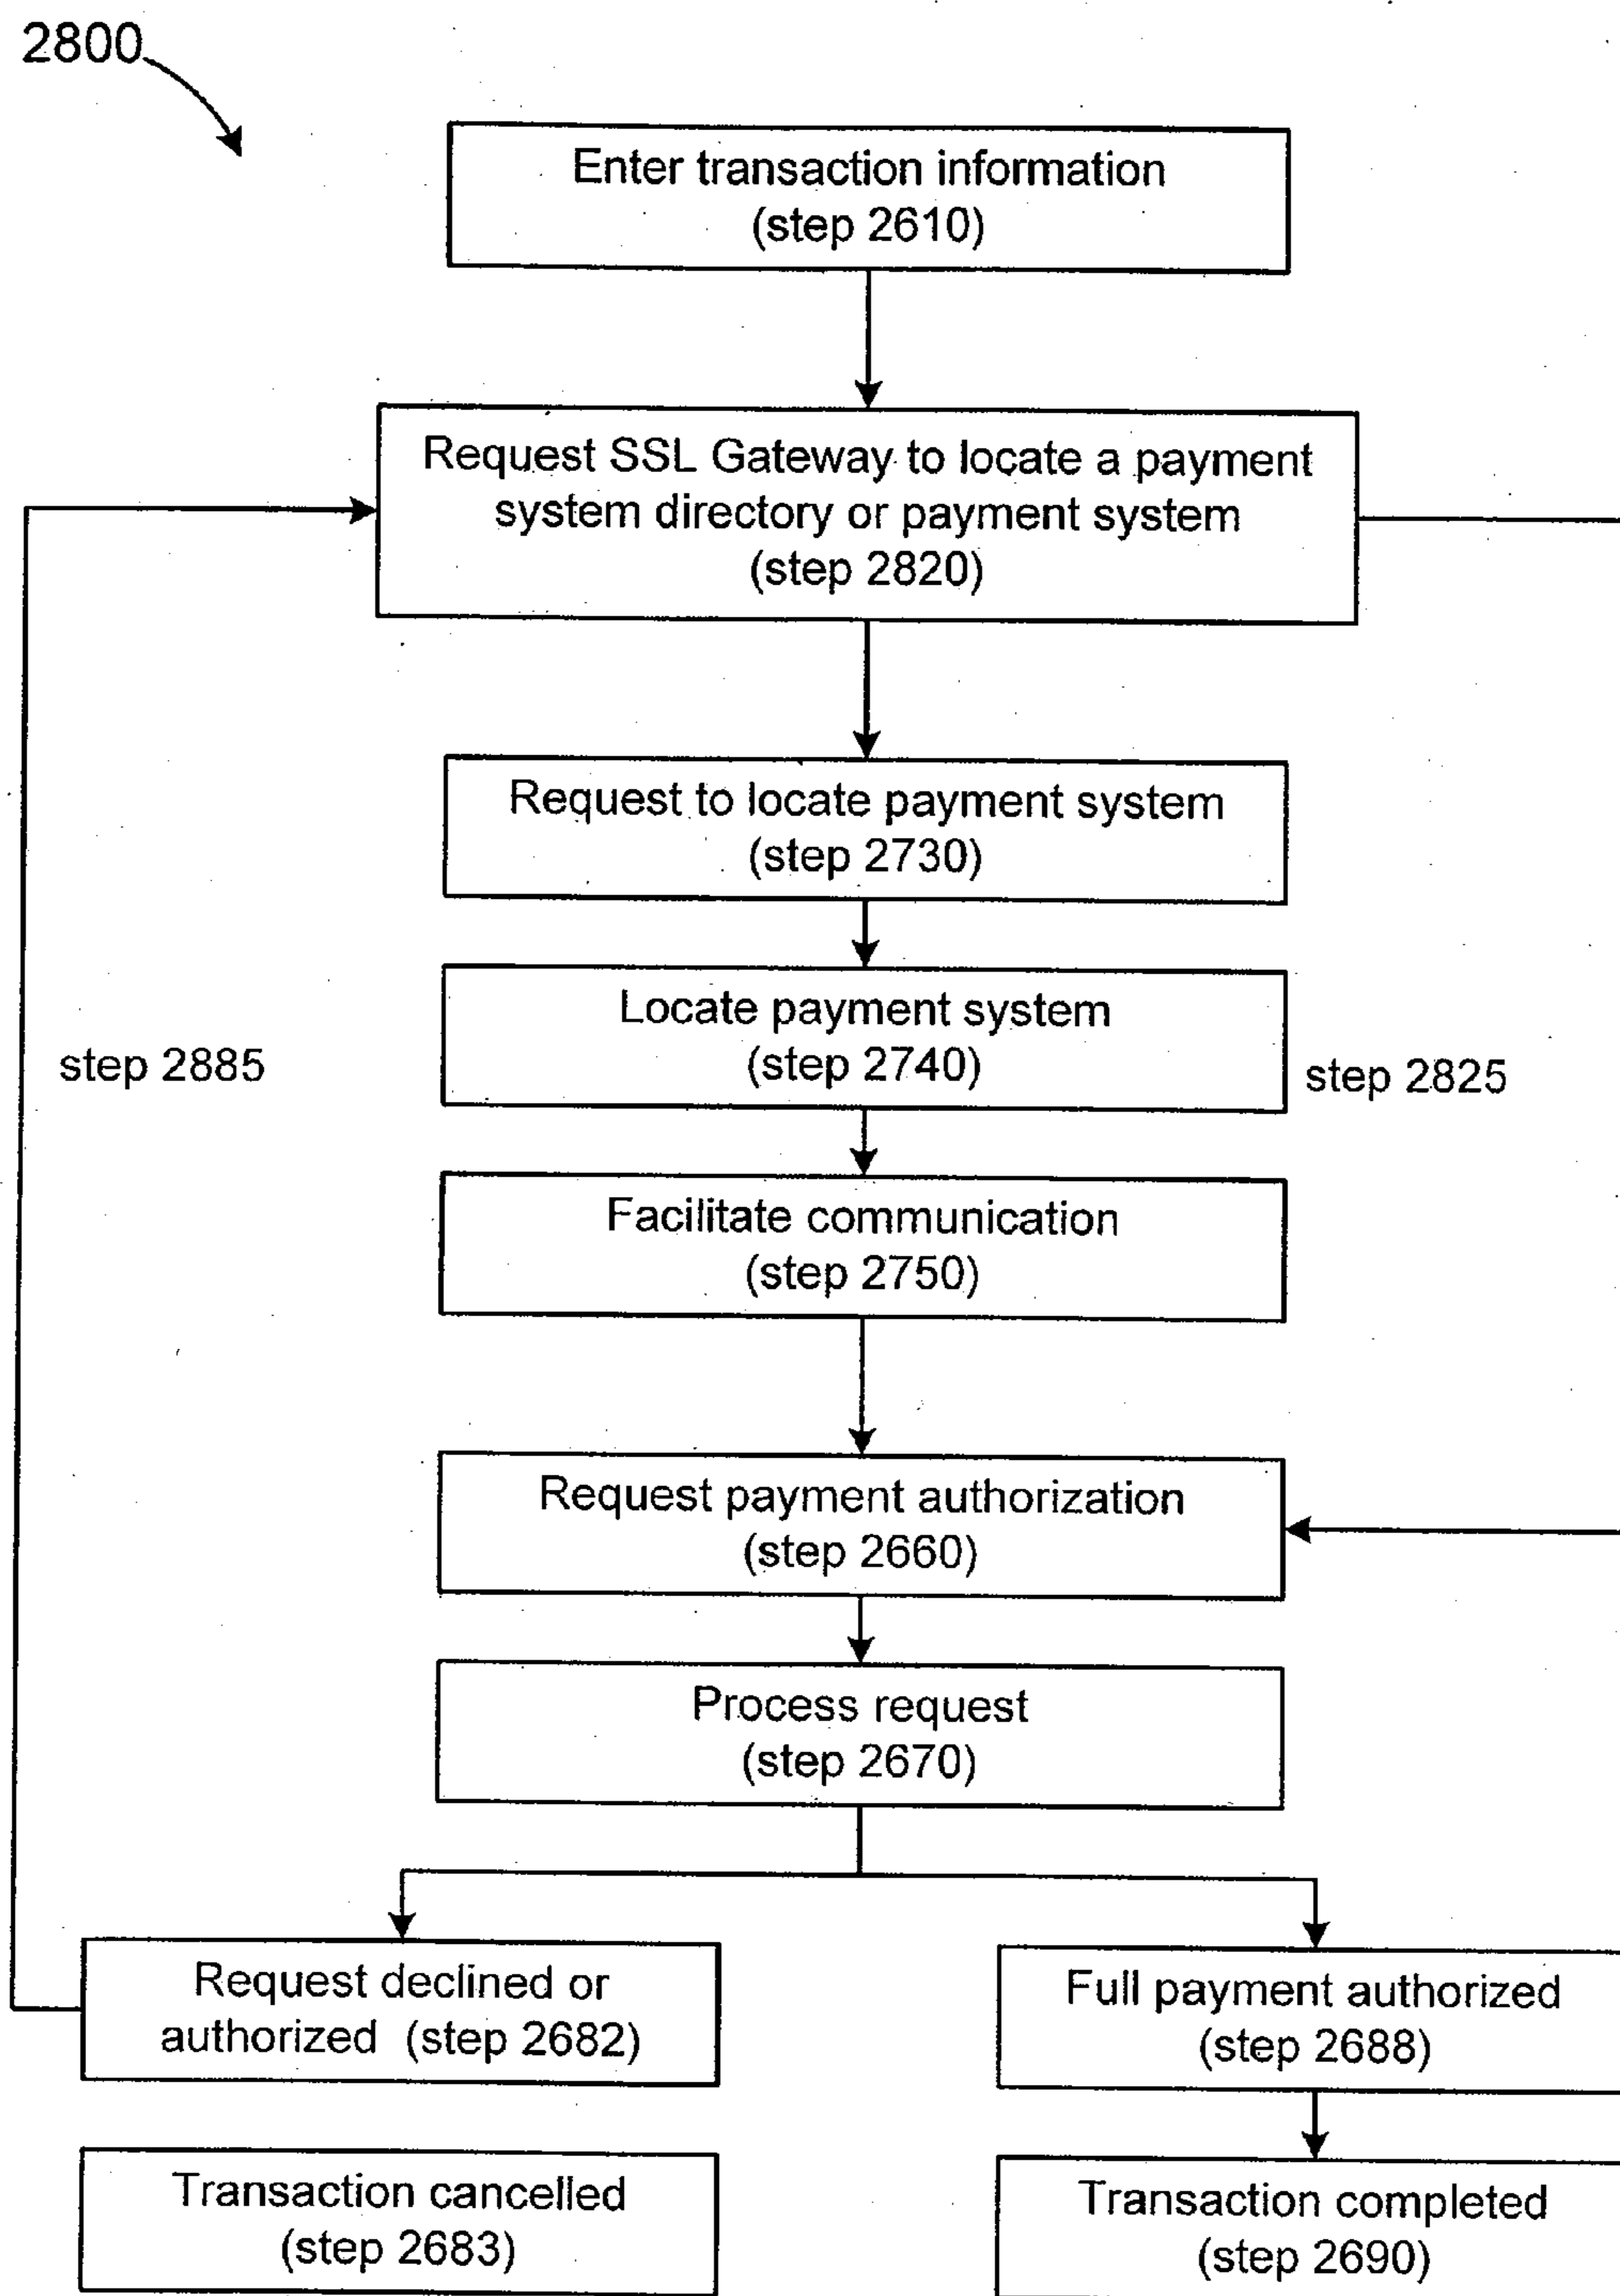 2800
Enter transaction information
(step 2610)
Request SSL Gateway to locate a payment
system directory or payment system
(step 2820)
Request to locate payment system
(step 2730)
Locate payment system
(step 2740)
step 2885
step 2825
Facilitate communication
(step 2750)
Request payment authorization
(step 2660)
Process request
(step 2670)
Request declined or
authorized (step 2682)
Full payment authorized
(step 2688)
Transaction cancelled
(step 2683)
Transaction completed
(step 2690)